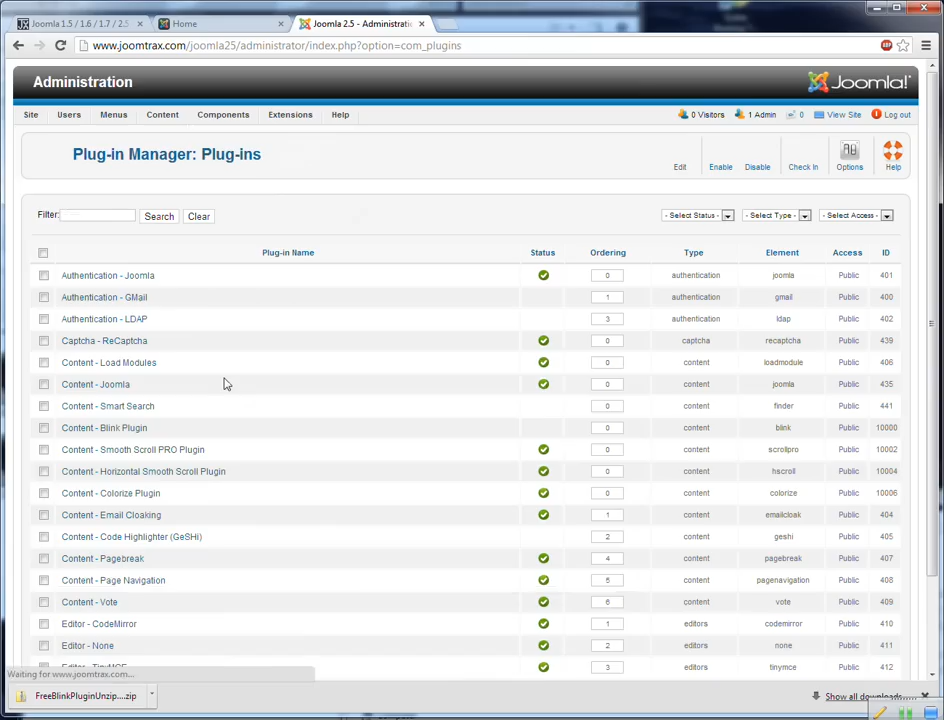 Joomla 1.5 / 1.6 / 1.7 / 2.5
Home
Joomla 2.5 - Administratio
www.joomtrax.com/joomla25/administrator/index.php?option=com_plugins
ABP
Administration
Joomla!
Site Users Menus Content Components Extensions Help 0 Visitors 1 Admin 0 View Site Log out
Plug-in Manager: Plug-ins
Edit Enable Disable Check In Options Help
Filter: Search Clear - Select Status - - Select Type - - Select Access -
Plug-in Name Status Ordering Type Element Access ID
Authentication - Joomla 0 authentication joomla Public 401
Authentication - GMail 1 authentication gmail Public 400
Authentication - LDAP 3 authentication ldap Public 402
Captcha - ReCaptcha 0 captcha recaptcha Public 439
Content - Load Modules 0 content loadmodule Public 406
Content - Joomla 0 content joomla Public 435
Content - Smart Search 0 content finder Public 441
Content - Blink Plugin 0 content blink Public 10000
Content - Smooth Scroll PRO Plugin 0 content scrollpro Public 10002
Content - Horizontal Smooth Scroll Plugin 0 content hscroll Public 10004
Content - Colorize Plugin 0 content colorize Public 10006
Content - Email Cloaking 1 content emailcloak Public 404
Content - Code Highlighter (GeSHi) 2 content geshi Public 405
Content - Pagebreak 4 content pagebreak Public 407
Content - Page Navigation 5 content pagenavigation Public 408
Content - Vote 6 content vote Public 409
Editor - CodeMirror 1 editors codemirror Public 410
Editor - None 2 editors none Public 411
Editor - TinyMCE 3 editors tinymce Public 412
Waiting for www.joomtrax.com...
FreeBlinkPluginUnzip....zip
Show all downloads...